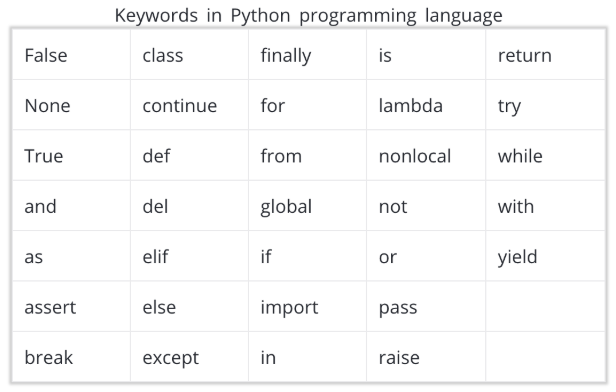 Keywords in Python programming language
False class finally is return
None continue for lambda try
True def from nonlocal while
and del global not with
as elif if or yield
assert else import pass
break except in raise